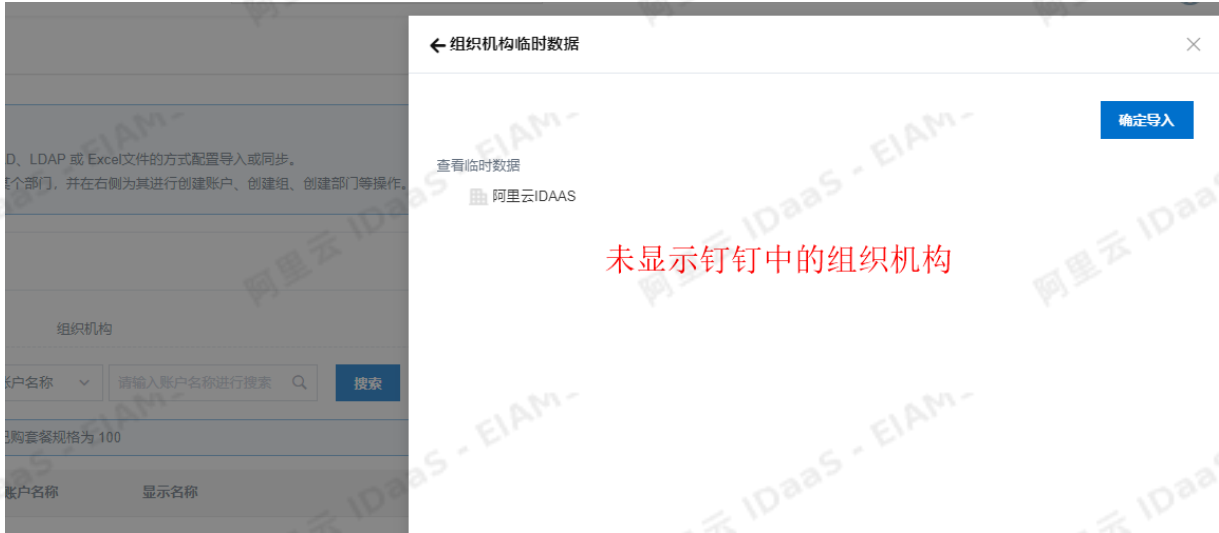 组织机构临时数据
确定导入
D、LDAP 或 Excel文件的方式配置导入或同步。
个部门，并在右侧为其进行创建账户、创建组、创建部门等操作。
查看临时数据
阿里云IDAAS
未显示钉钉中的组织机构
组织机构
账户名称
请输入账户名称进行搜索
搜索
已购套餐规格为 100
账户名称 显示名称
阿里云 IDaaS - EIAM-